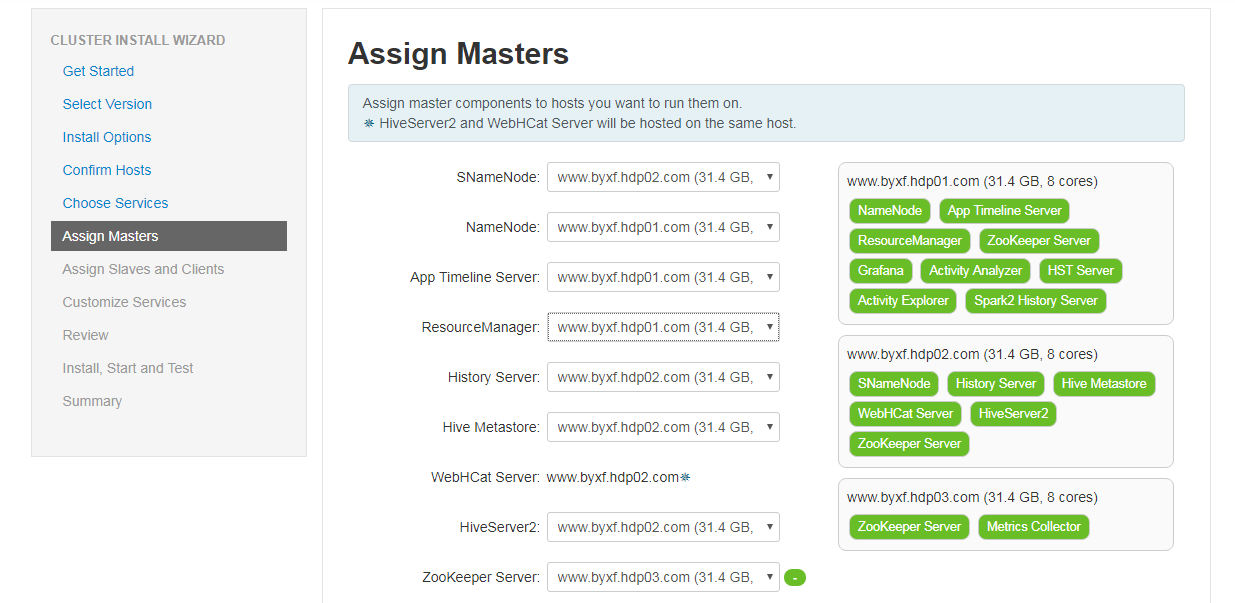 CLUSTER INSTALL WIZARD
Get Started
Select Version
Install Options
Confirm Hosts
Choose Services
Assign Masters
Assign Slaves and Clients
Customize Services
Review
Install, Start and Test
Summary
Assign Masters
Assign master components to hosts you want to run them on.
✵ HiveServer2 and WebHCat Server will be hosted on the same host.
SNameNode: www.byxf.hdp02.com (31.4 GB,
NameNode: www.byxf.hdp01.com (31.4 GB,
App Timeline Server: www.byxf.hdp01.com (31.4 GB,
ResourceManager: www.byxf.hdp01.com (31.4 GB,
History Server: www.byxf.hdp02.com (31.4 GB,
Hive Metastore: www.byxf.hdp02.com (31.4 GB,
WebHCat Server: www.byxf.hdp02.com✵
HiveServer2: www.byxf.hdp02.com (31.4 GB,
ZooKeeper Server: www.byxf.hdp03.com (31.4 GB, -
www.byxf.hdp01.com (31.4 GB, 8 cores)
NameNode App Timeline Server
ResourceManager ZooKeeper Server
Grafana Activity Analyzer HST Server
Activity Explorer Spark2 History Server
www.byxf.hdp02.com (31.4 GB, 8 cores)
SNameNode History Server Hive Metastore
WebHCat Server HiveServer2
ZooKeeper Server
www.byxf.hdp03.com (31.4 GB, 8 cores)
ZooKeeper Server Metrics Collector